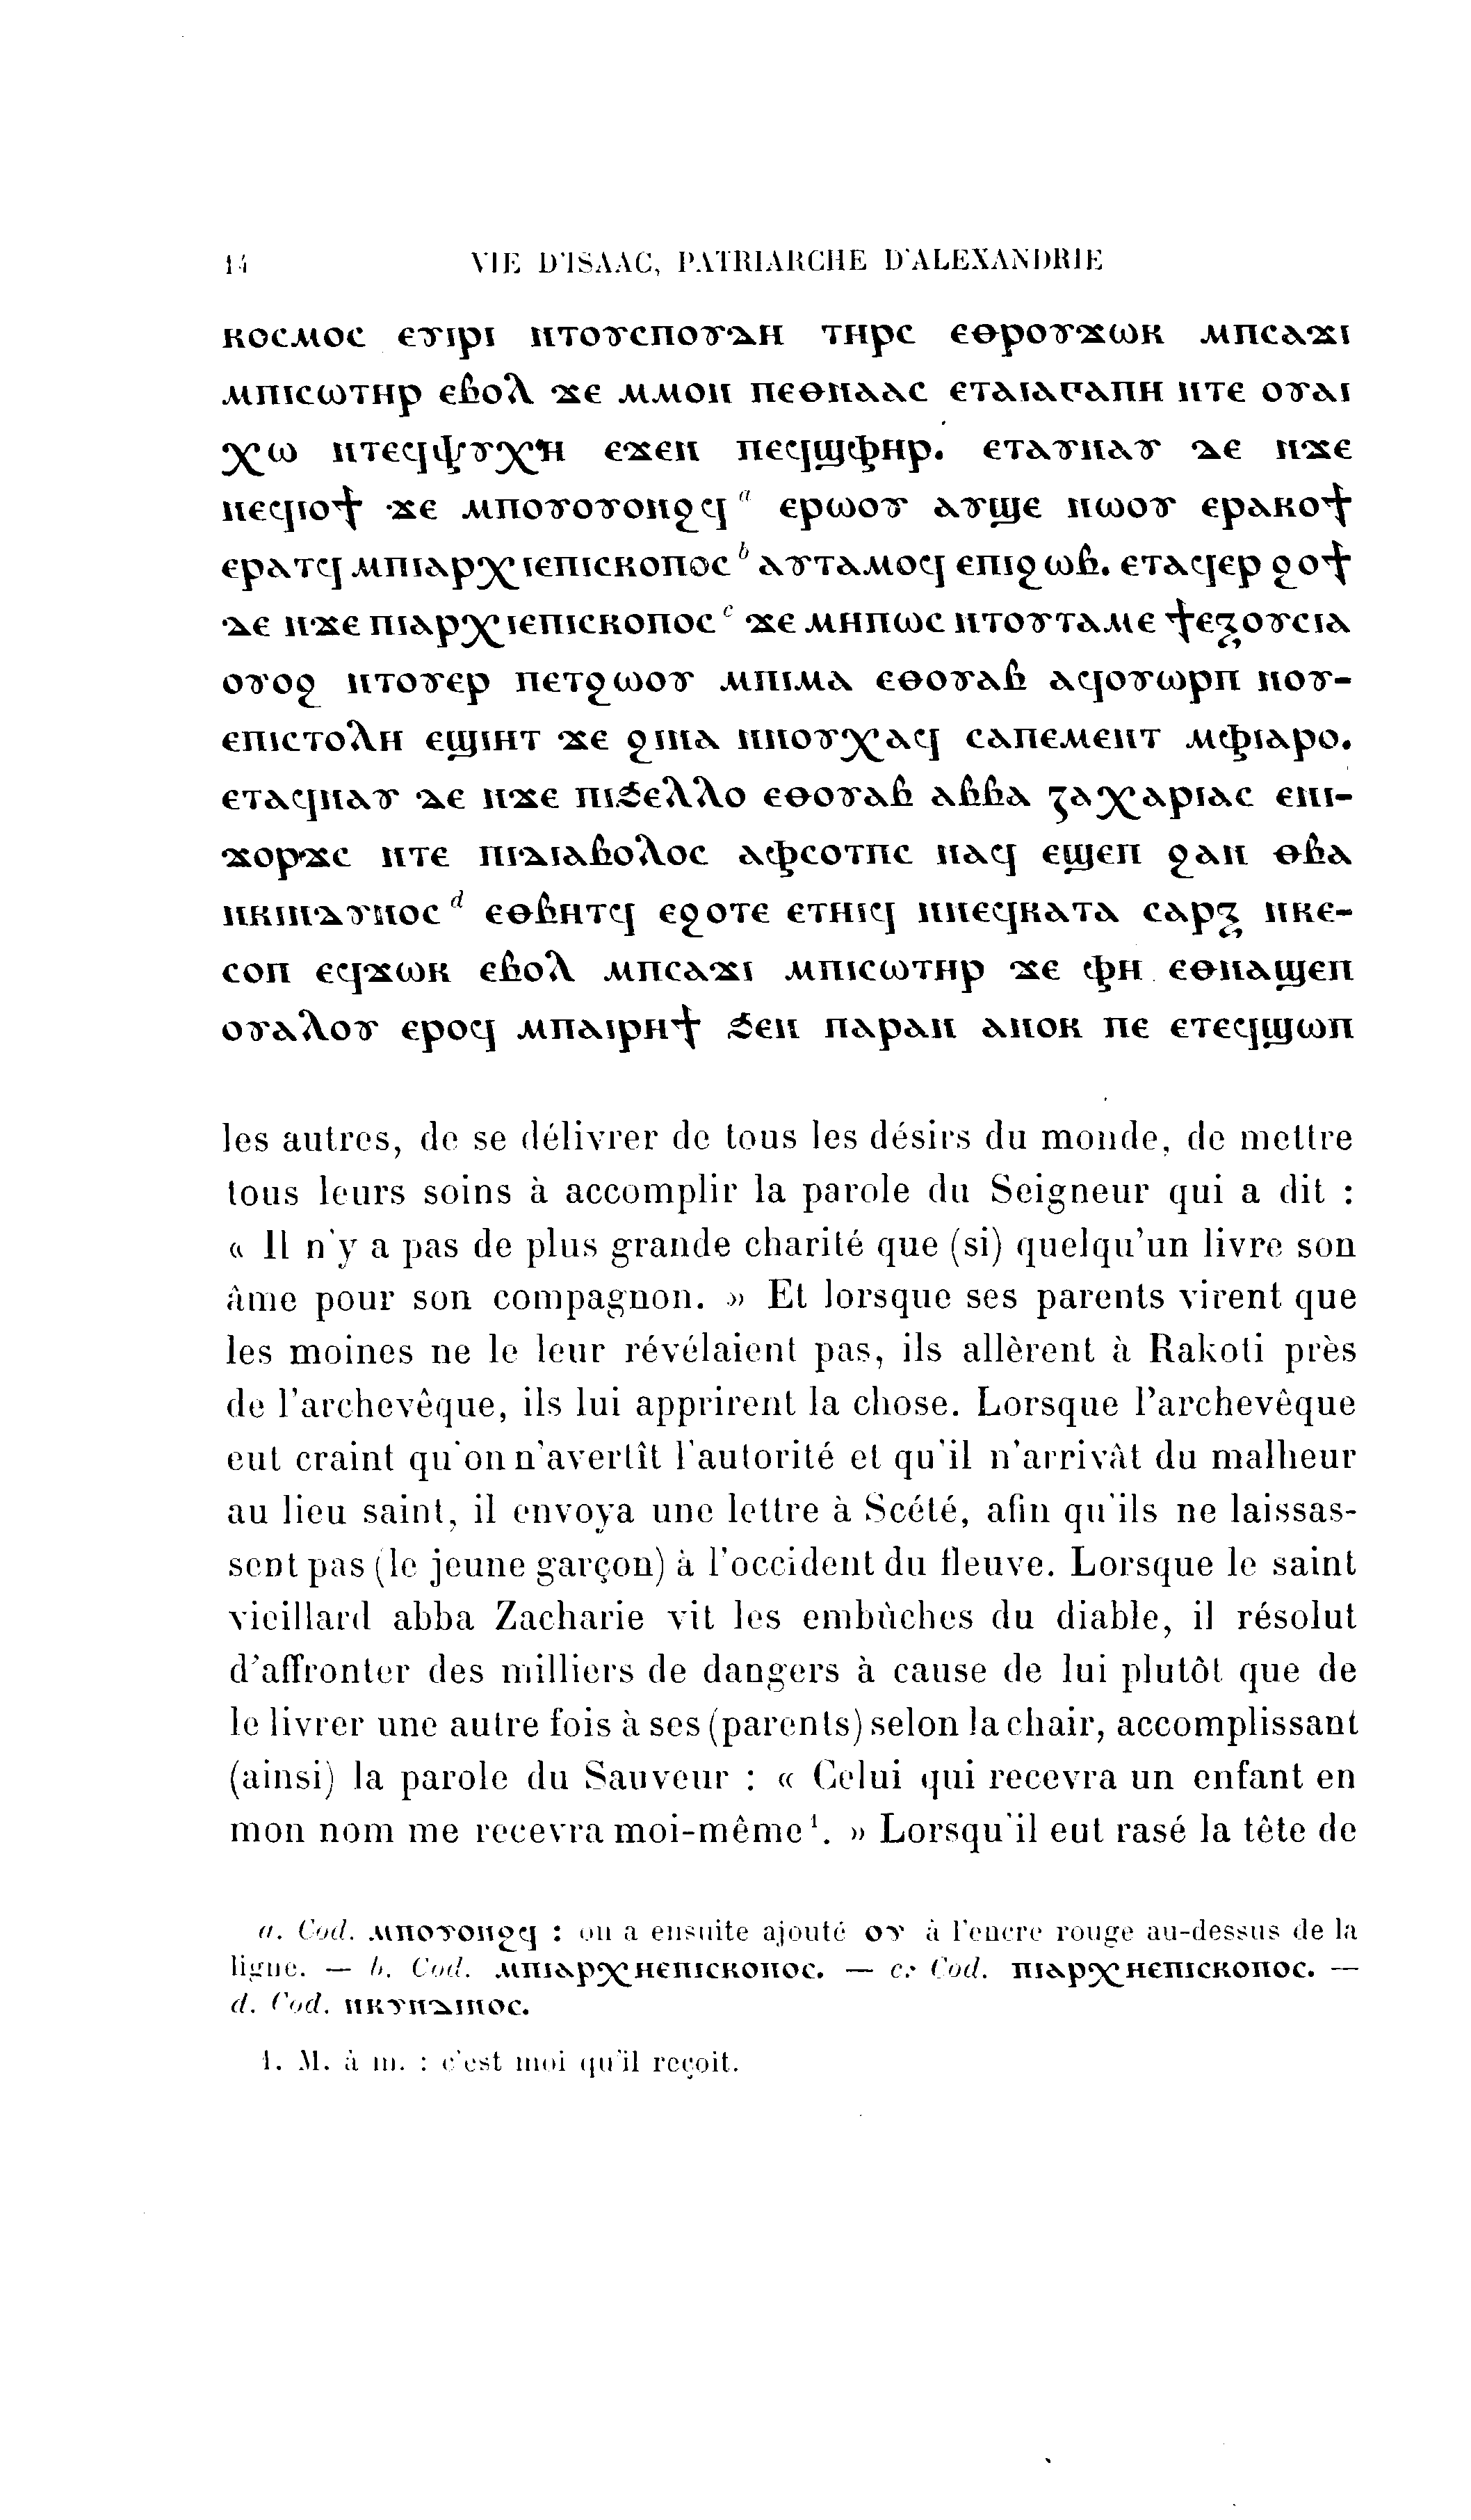 14 VIE D'ISAAC, PATRIARCHE D'ALEXANDRIE
ⲕⲟⲥⲙⲟⲥ ⲉⲩⲓⲣⲓ ⲛⲧⲟⲩⲥⲡⲟⲩⲇⲏ ⲧⲏⲣⲥ ⲉⲑⲣⲟⲩϫⲱⲕ ⲙⲡⲥⲁϫⲓ
ⲙⲡⲓⲥⲱⲧⲏⲣ ⲉⲃⲟⲗ ϫⲉ ⲙⲙⲟⲛ ⲡⲉⲑⲛⲁⲁⲥ ⲉⲧⲁⲓⲁⲅⲁⲡⲏ ⲛⲧⲉ ⲟⲩⲁⲓ
ⲭⲱ ⲛⲧⲉϥⲯⲩⲭⲏ ⲉϫⲉⲛ ⲡⲉϥϣⲫⲏⲣ. ⲉⲧⲁⲩⲛⲁⲩ ⲇⲉ ⲛϫⲉ
ⲛⲉϥⲓⲟϯ ϫⲉ ⲙⲡⲟⲩⲟⲩⲟⲛϩϥ a ⲉⲣⲱⲟⲩ ⲁⲩϣⲉ ⲛⲱⲟⲩ ⲉⲣⲁⲕⲟϯ
ⲉⲣⲁⲧϥ ⲙⲡⲓⲁⲣⲭⲓⲉⲡⲓⲥⲕⲟⲡⲟⲥ b ⲁⲩⲧⲁⲙⲟϥ ⲉⲡⲓϩⲱⲃ. ⲉⲧⲁϥⲉⲣ ϩⲟϯ
ⲇⲉ ⲛϫⲉ ⲡⲓⲁⲣⲭⲓⲉⲡⲓⲥⲕⲟⲡⲟⲥ c ϫⲉ ⲙⲏⲡⲱⲥ ⲛⲧⲟⲩⲧⲁⲙⲉ ϯⲉⲝⲟⲩⲥⲓⲁ
ⲟⲩⲟϩ ⲛⲧⲟⲩⲉⲣ ⲡⲉⲧϩⲱⲟⲩ ⲙⲡⲓⲙⲁ ⲉⲑⲟⲩⲁⲃ ⲁϥⲟⲩⲱⲣⲡ ⲛⲟⲩ-
ⲉⲡⲓⲥⲧⲟⲗⲏ ⲉϣⲓⲏⲧ ϫⲉ ϩⲓⲛⲁ ⲛⲛⲟⲩⲭⲁϥ ⲥⲁⲡⲉⲙⲉⲛⲧ ⲙⲫⲓⲁⲣⲟ.
ⲉⲧⲁϥⲛⲁⲩ ⲇⲉ ⲛϫⲉ ⲡⲓϧⲉⲗⲗⲟ ⲉⲑⲟⲩⲁⲃ ⲁⲃⲃⲁ ⲍⲁⲭⲁⲣⲓⲁⲥ ⲉⲛⲓ-
ϫⲟⲣϫⲥ ⲛⲧⲉ ⲡⲓⲇⲓⲁⲃⲟⲗⲟⲥ ⲁⲫⲥⲟⲧⲡⲥ ⲛⲁϥ ⲉϣⲉⲡ ϩⲁⲛ ⲑⲃⲁ
ⲛⲕⲓⲛⲇⲩⲛⲟⲥ d ⲉⲑⲃⲏⲧϥ ⲉϩⲟⲧⲉ ⲉⲧⲏⲓϥ ⲛⲛⲉϥⲕⲁⲧⲁ ⲥⲁⲣⲝ ⲛⲕⲉ-
ⲥⲟⲡ ⲉϥϫⲱⲕ ⲉⲃⲟⲗ ⲙⲡⲥⲁϫⲓ ⲙⲡⲓⲥⲱⲧⲏⲣ ϫⲉ ⲫⲏ ⲉⲑⲛⲁϣⲉⲡ
ⲟⲩⲁⲗⲟⲩ ⲉⲣⲟϥ ⲙⲡⲁⲓⲣⲏϯ ϧⲉⲛ ⲡⲁⲣⲁⲛ ⲁⲛⲟⲕ ⲡⲉ ⲉⲧⲉϥϣⲱⲡ
les autres, de se délivrer de tous les désirs du monde, de mettre
tous leurs soins à accomplir la parole du Seigneur qui a dit :
« Il n'y a pas de plus grande charité que (si) quelqu'un livre son
âme pour son compagnon. » Et lorsque ses parents virent que
les moines ne le leur révélaient pas, ils allèrent à Rakoti près
de l'archevêque, ils lui apprirent la chose. Lorsque l'archevêque
eut craint qu'on n'avertît l'autorité et qu'il n'arrivât du malheur
au lieu saint, il envoya une lettre à Scété, afin qu'ils ne laissas-
sent pas (le jeune garçon) à l'occident du fleuve. Lorsque le saint
vieillard abba Zacharie vit les embûches du diable, il résolut
d'affronter des milliers de dangers à cause de lui plutôt que de
le livrer une autre fois à ses (parents) selon la chair, accomplissant
(ainsi) la parole du Sauveur : « Celui qui recevra un enfant en
mon nom me recevra moi-même¹. » Lorsqu'il eut rasé la tête de
a. Cod. ⲙⲡⲟⲩⲟⲛϩϥ : on a ensuite ajouté ⲟⲩ à l'encre rouge au-dessus de la
ligne. — b. Cod. ⲙⲡⲓⲁⲣⲭⲏⲉⲡⲓⲥⲕⲟⲡⲟⲥ. — c. Cod. ⲡⲓⲁⲣⲭⲏⲉⲡⲓⲥⲕⲟⲡⲟⲥ. —
d. Cod. ⲛⲕⲩⲛⲇⲓⲛⲟⲥ.
1. M. à m. : c'est moi qu'il reçoit.